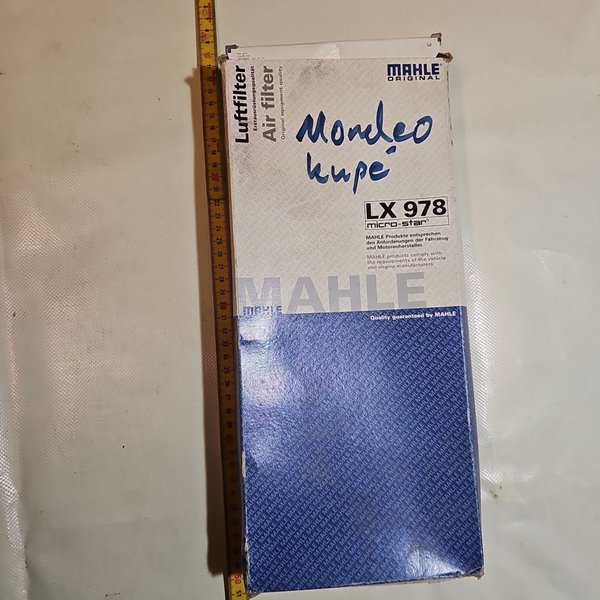 Luftfilter
Erstausrüstungsqualität
Air filter
Original equipment quality
MAHLE
ORIGINAL
Mondeo
kupé
LX 978
micro-star
MAHLE Produkte entsprechen
den Anforderungen der Fahrzeug
und Motorenhersteller
MAHLE products comply with
the requirements of the vehicle
and engine manufacturers
MAHLE
MAHLE
Quality guaranteed by MAHLE